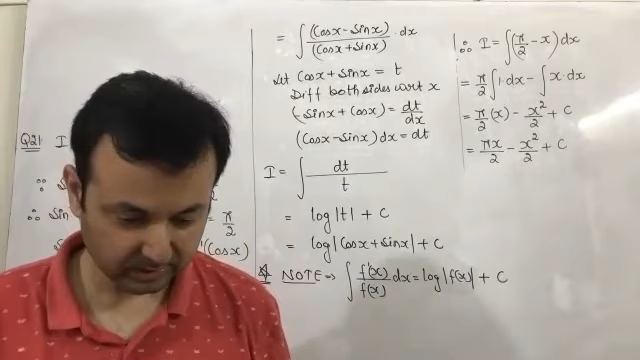 Q21 I
∵ S
∴ Sin = π/2
S ⁻¹(Cosx)
= ∫ (Cosx - Sinx)/(Cosx + Sinx) · dx
Let Cosx + Sinx = t
Diff both sides w.r.t x
(-Sinx + Cosx) = dt/dx
(Cosx - Sinx) dx = dt
I = ∫ dt/t
= log|t| + C
= log|Cosx + Sinx| + C
NOTE → ∫ f'(x)/f(x) dx = log|f(x)| + C
∴ I = ∫(π/2 - x) dx
= π/2 ∫1·dx - ∫x·dx
= π/2 (x) - x²/2 + C
= πx/2 - x²/2 + C